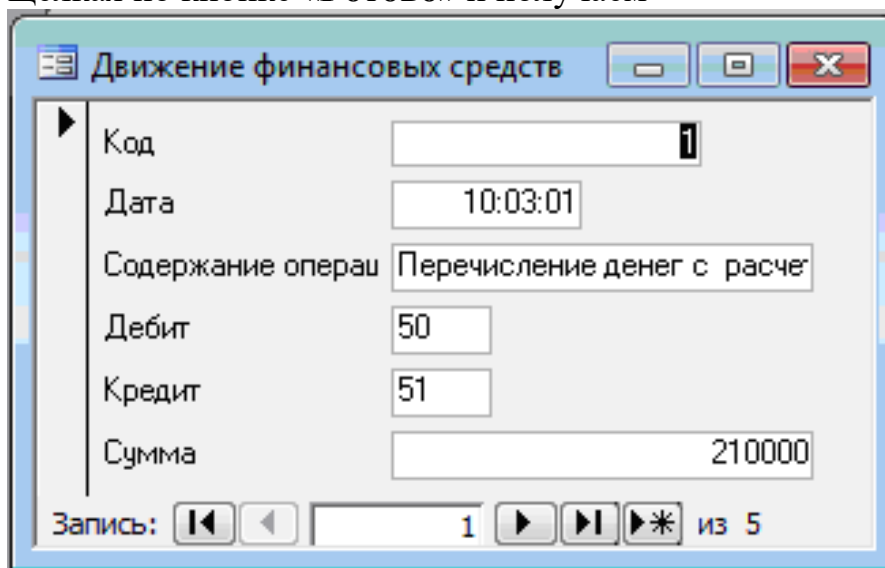 Движение финансовых средств
Код 1
Дата 10:03:01
Содержание операц Перечисление денег с расчет
Дебит 50
Кредит 51
Сумма 210000
Запись: 1 из 5